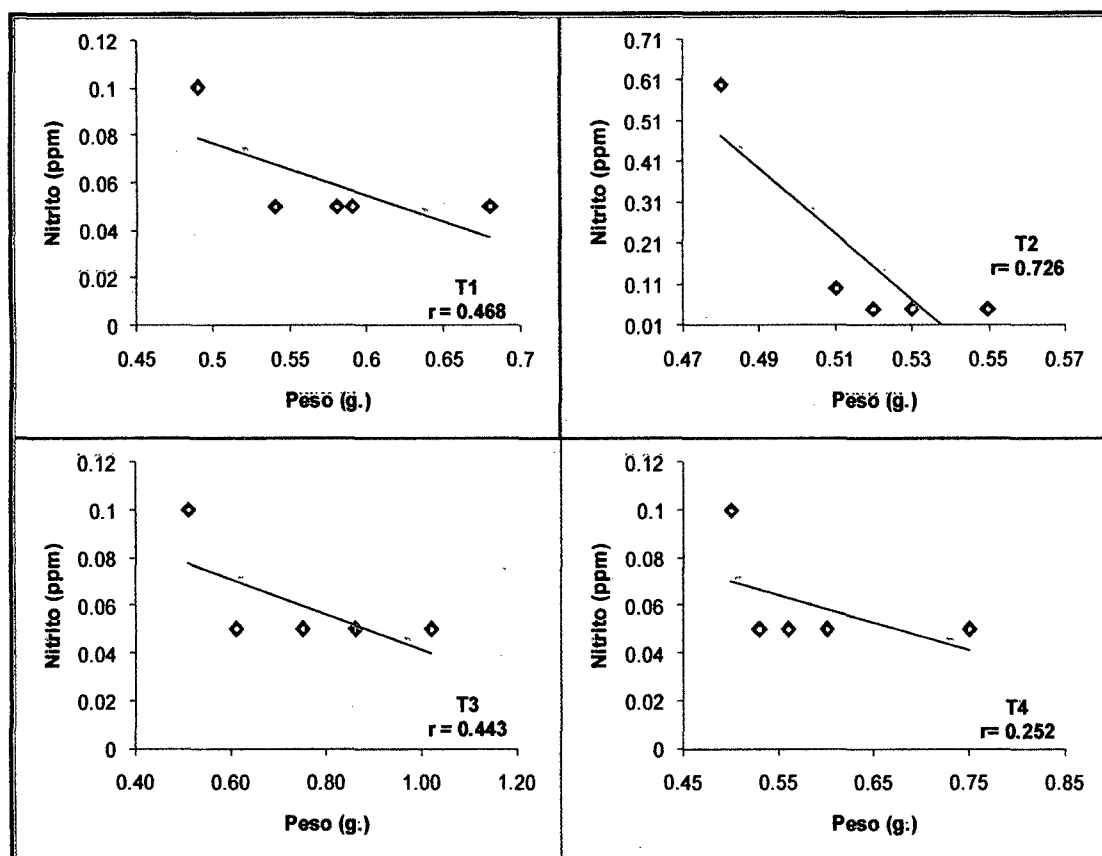 0.12
0.1
0.08
0.06
0.04
0.02
0
Nitrito (ppm)
T1
r = 0.468
0.45 0.5 0.55 0.6 0.65 0.7
Peso (g.)
0.71
0.61
0.51
0.41
0.31
0.21
0.11
0.01
Nitrito (ppm)
T2
r= 0.726
0.47 0.49 0.51 0.53 0.55 0.57
Peso (g.)
0.12
0.1
0.08
0.06
0.04
0.02
0
Nitrito (ppm)
T3
r = 0.443
0.40 0.60 0.80 1.00 1.20
Peso (g.)
0.12
0.1
0.08
0.06
0.04
0.02
0
Nitrito (ppm)
T4
r= 0.252
0.45 0.55 0.65 0.75 0.85
Peso (g.)